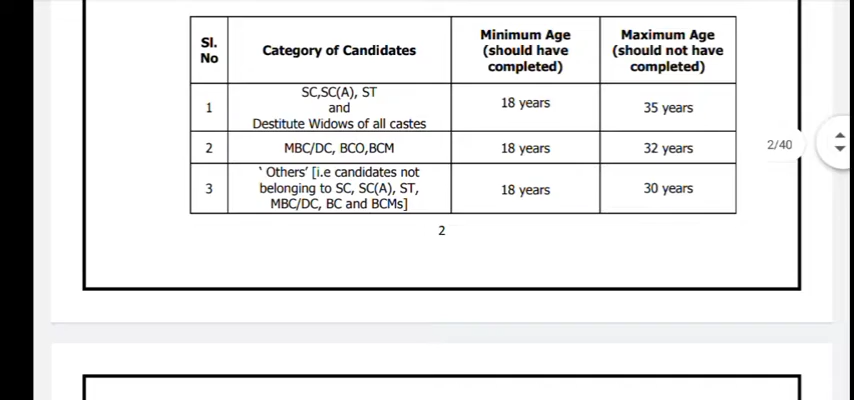 Sl. No
Category of Candidates
Minimum Age
(should have
completed)
Maximum Age
(should not have
completed)
1
SC,SC(A), ST
and
Destitute Widows of all castes
18 years
35 years
2
MBC/DC, BCO,BCM
18 years
32 years
3
‘ Others’ [i.e candidates not
belonging to SC, SC(A), ST,
MBC/DC, BC and BCMs]
18 years
30 years
2
2/40